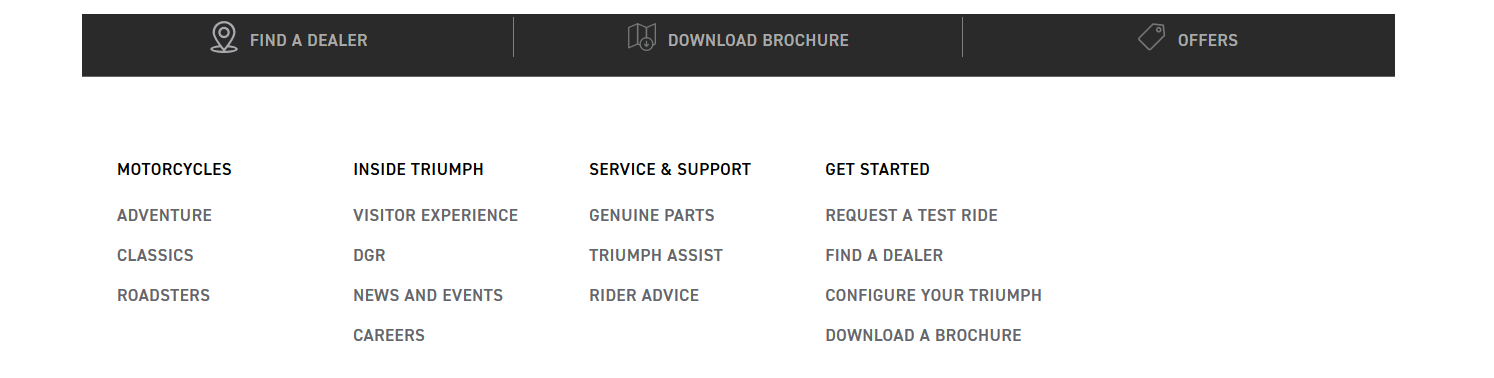 FIND A DEALER
DOWNLOAD BROCHURE
OFFERS
MOTORCYCLES
ADVENTURE
CLASSICS
ROADSTERS
INSIDE TRIUMPH
VISITOR EXPERIENCE
DGR
NEWS AND EVENTS
CAREERS
SERVICE & SUPPORT
GENUINE PARTS
TRIUMPH ASSIST
RIDER ADVICE
GET STARTED
REQUEST A TEST RIDE
FIND A DEALER
CONFIGURE YOUR TRIUMPH
DOWNLOAD A BROCHURE